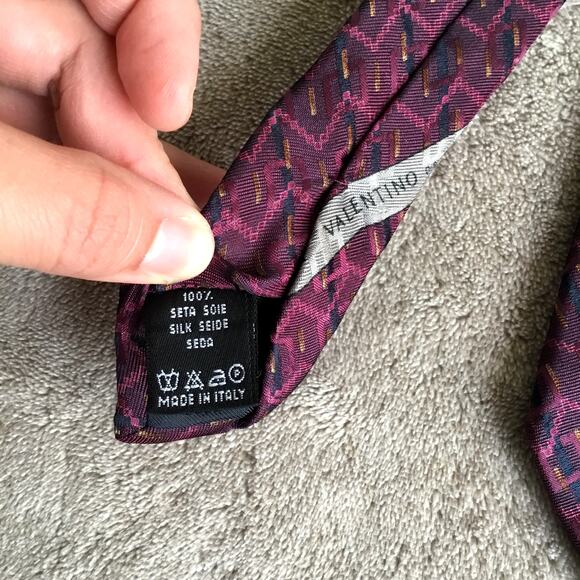 VALENTINO
100%
SETA SOIE
SILK SEIDE
SEDA
P
MADE IN ITALY